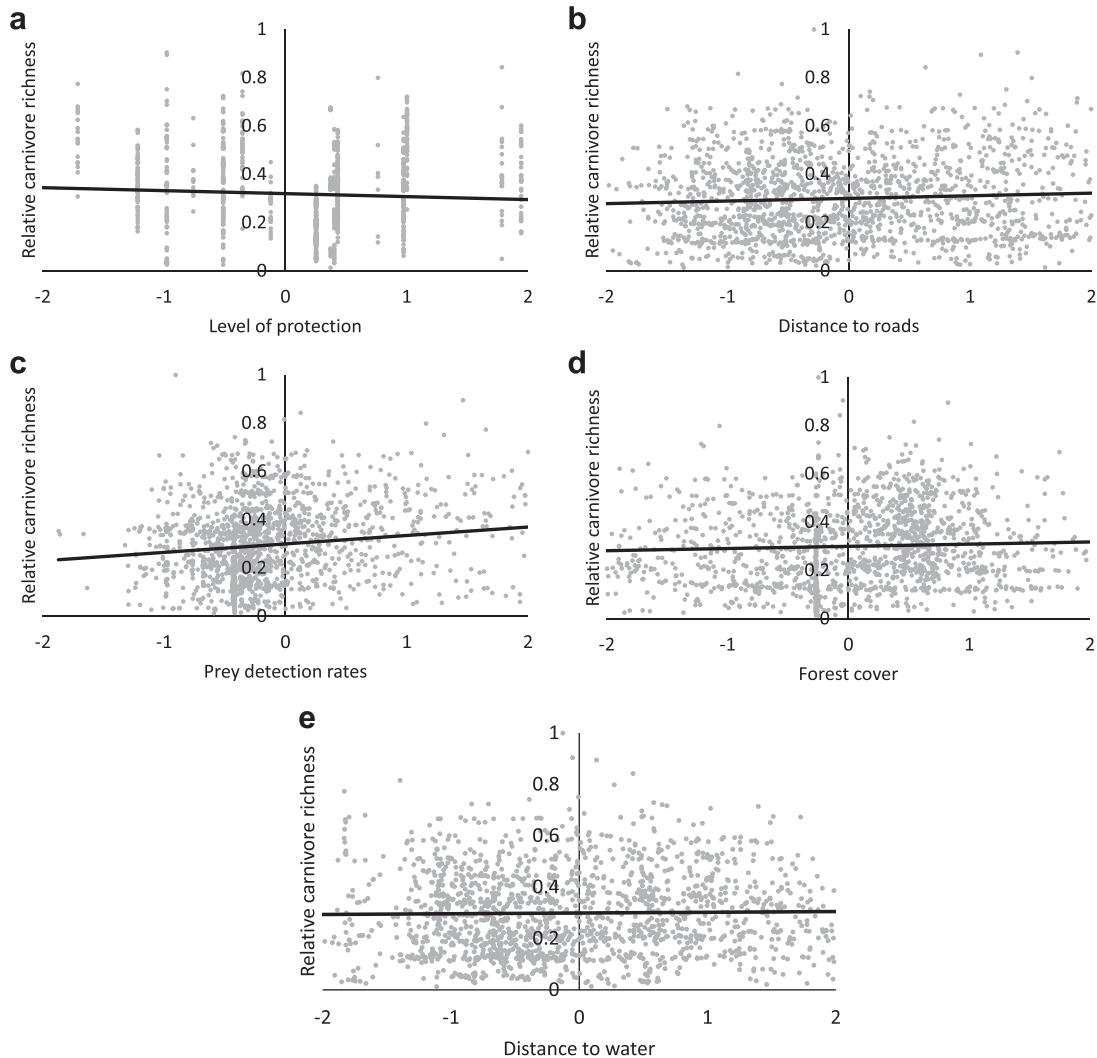 a
Relative carnivore richness
1
0.8
0.6
0.4
0.2
0
-2 -1 0 1 2
Level of protection
b
Relative carnivore richness
1
0.8
0.6
0.4
0.2
0
-2 -1 0 1 2
Distance to roads
c
Relative carnivore richness
1
0.8
0.6
0.4
0.2
0
-2 -1 0 1 2
Prey detection rates
d
Relative carnivore richness
1
0.8
0.6
0.4
0.2
0
-2 -1 0 1 2
Forest cover
e
Relative carnivore richness
1
0.8
0.6
0.4
0.2
0
-2 -1 0 1 2
Distance to water